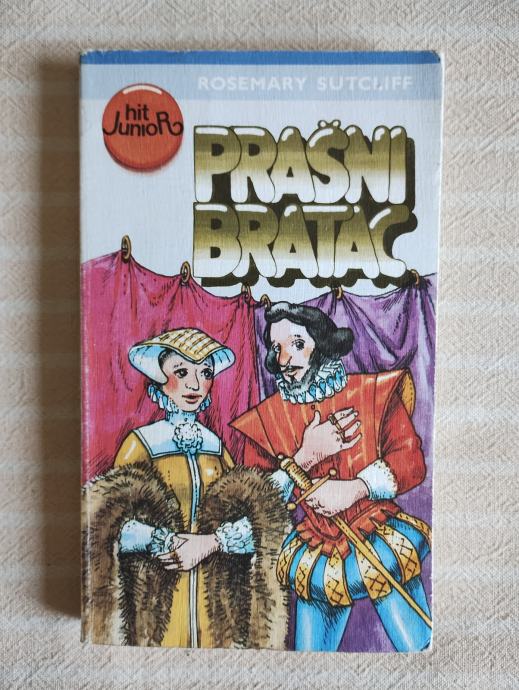 ROSEMARY SUTCLIFF
hit
JUNIOR
PRAŠNI
BRATAC